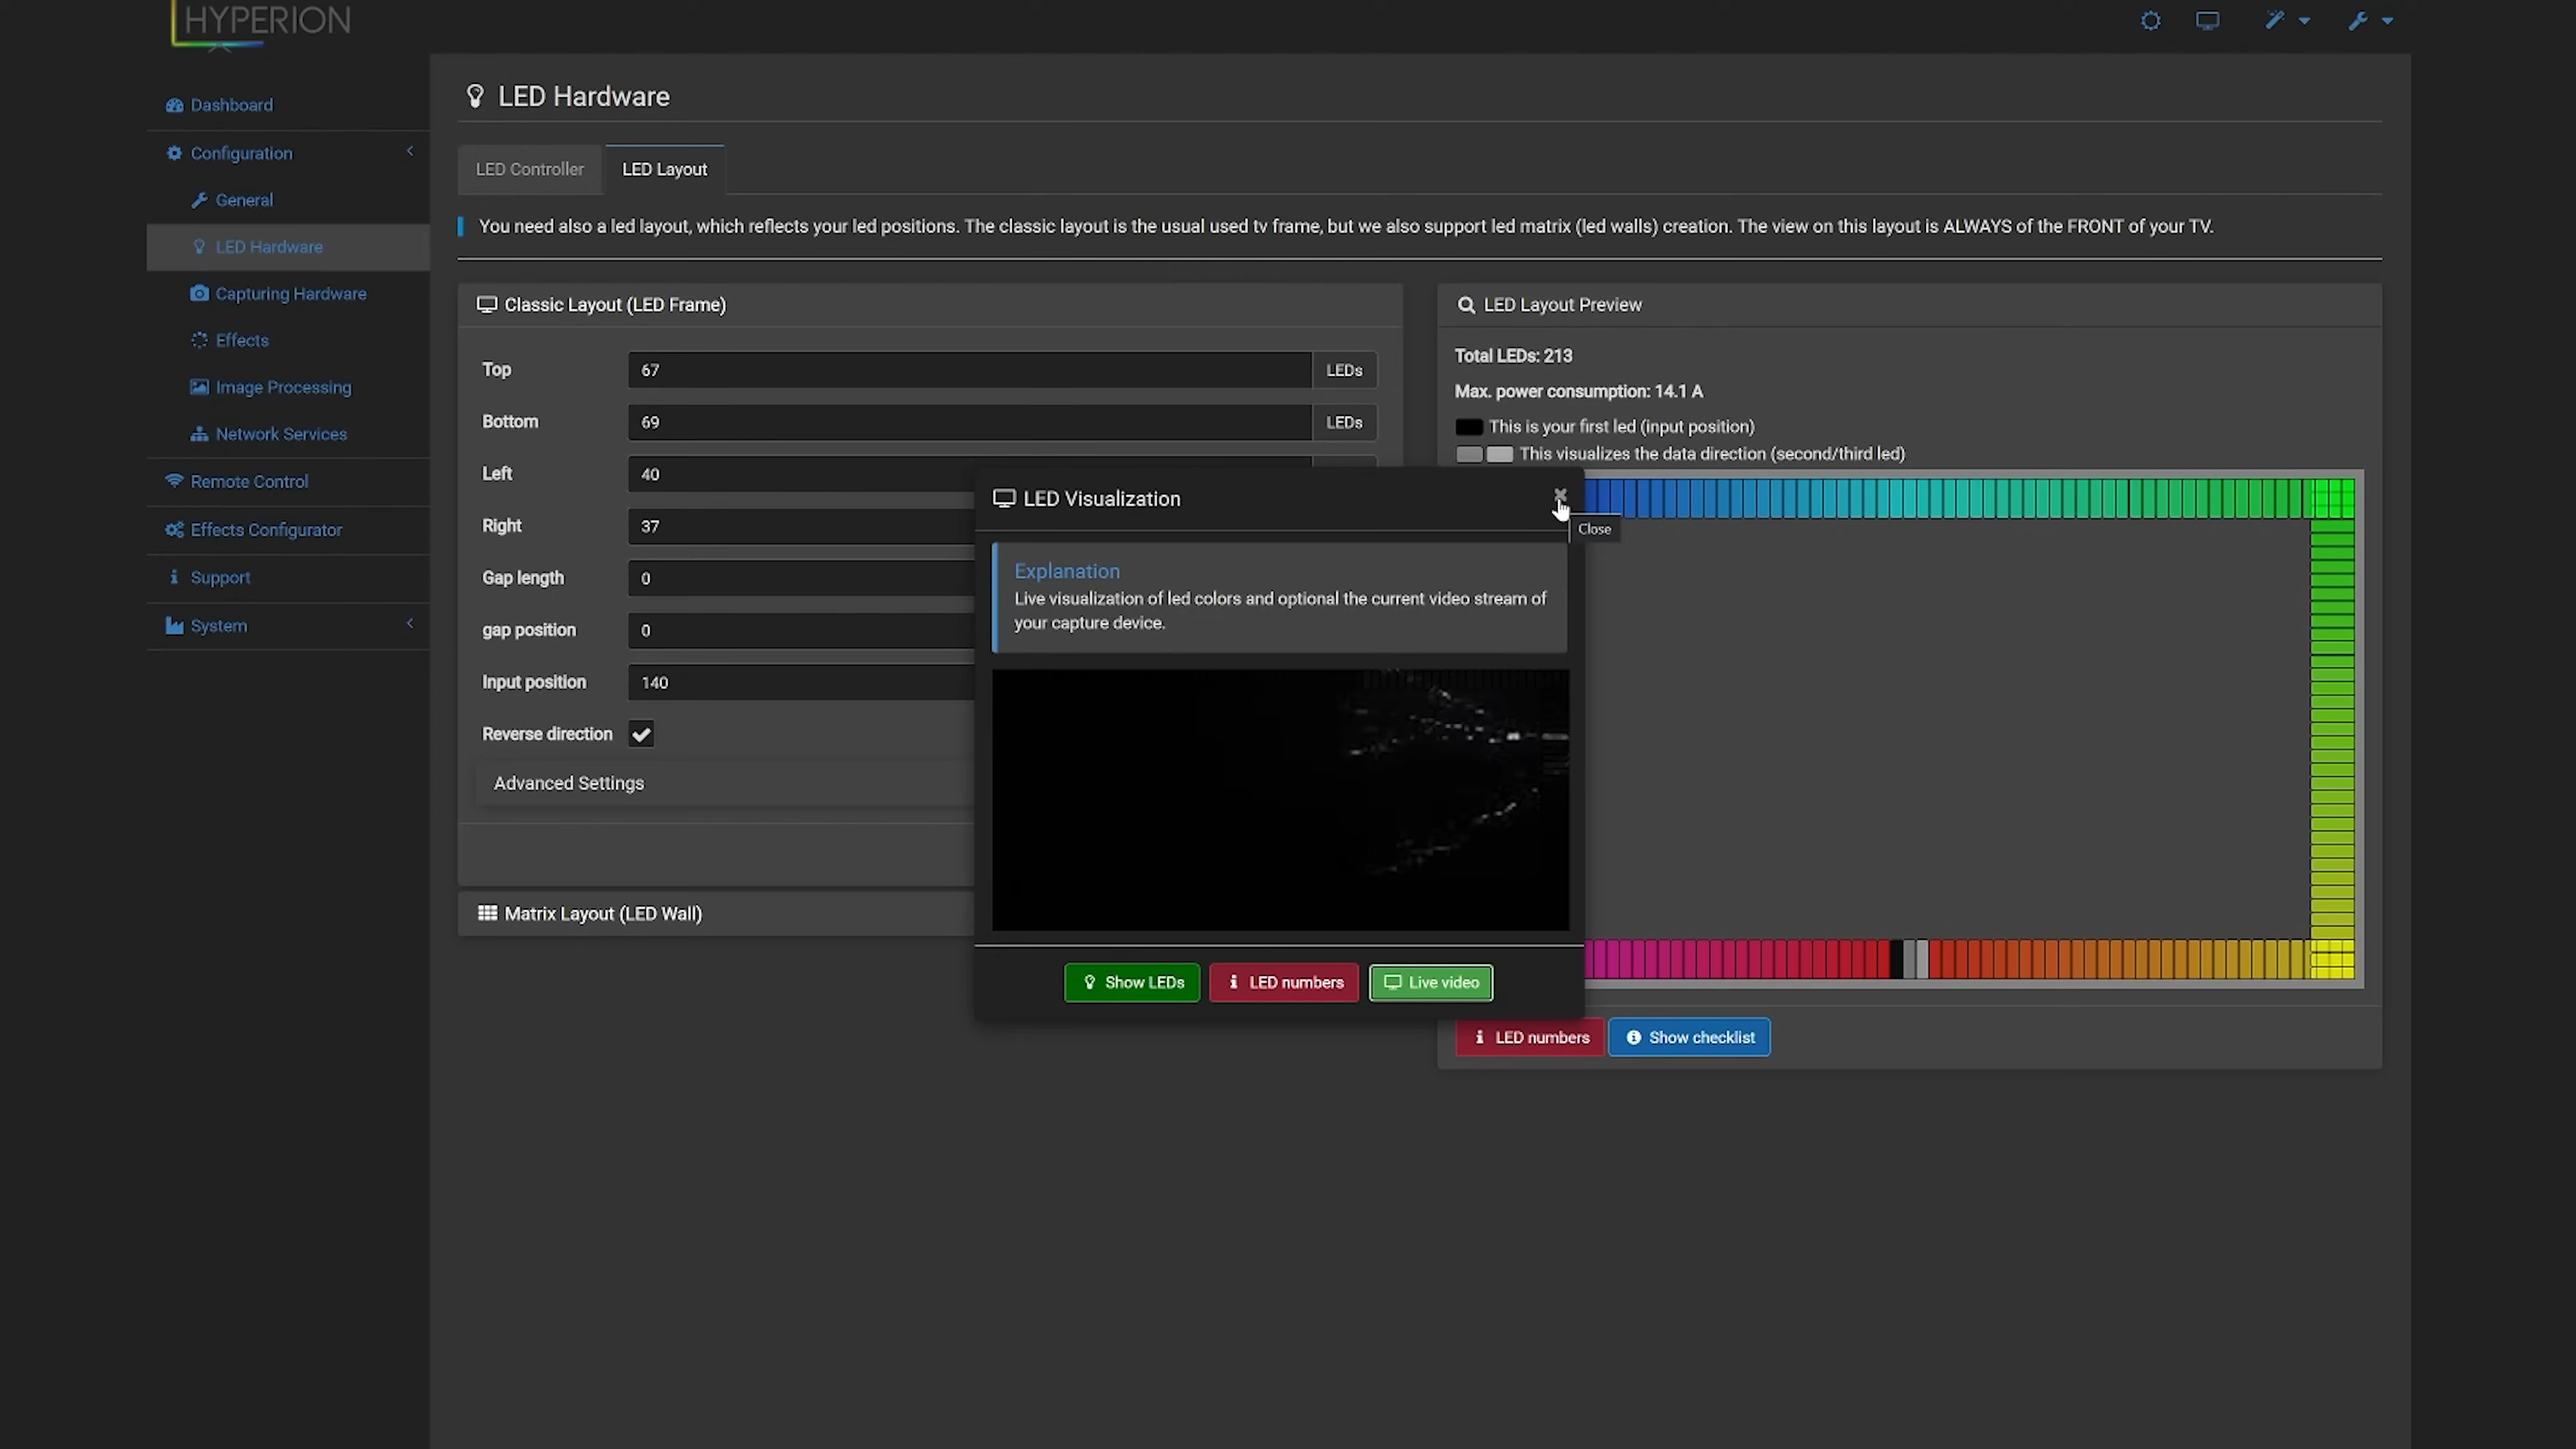 HYPERION
Dashboard
Configuration
General
LED Hardware
Capturing Hardware
Effects
Image Processing
Network Services
Remote Control
Effects Configurator
Support
System
LED Hardware
LED Controller
LED Layout
You need also a led layout, which reflects your led positions. The classic layout is the usual used tv frame, but we also support led matrix (led walls) creation. The view on this layout is ALWAYS of the FRONT of your TV.
Classic Layout (LED Frame)
Top 67 LEDs
Bottom 69 LEDs
Left 40
Right 37
Gap length 0
gap position 0
Input position 140
Reverse direction
Advanced Settings
Matrix Layout (LED Wall)
LED Visualization
Close
Explanation
Live visualization of led colors and optional the current video stream of
your capture device.
Show LEDs LED numbers Live video
LED Layout Preview
Total LEDs: 213
Max. power consumption: 14.1 A
This is your first led (input position)
This visualizes the data direction (second/third led)
LED numbers Show checklist